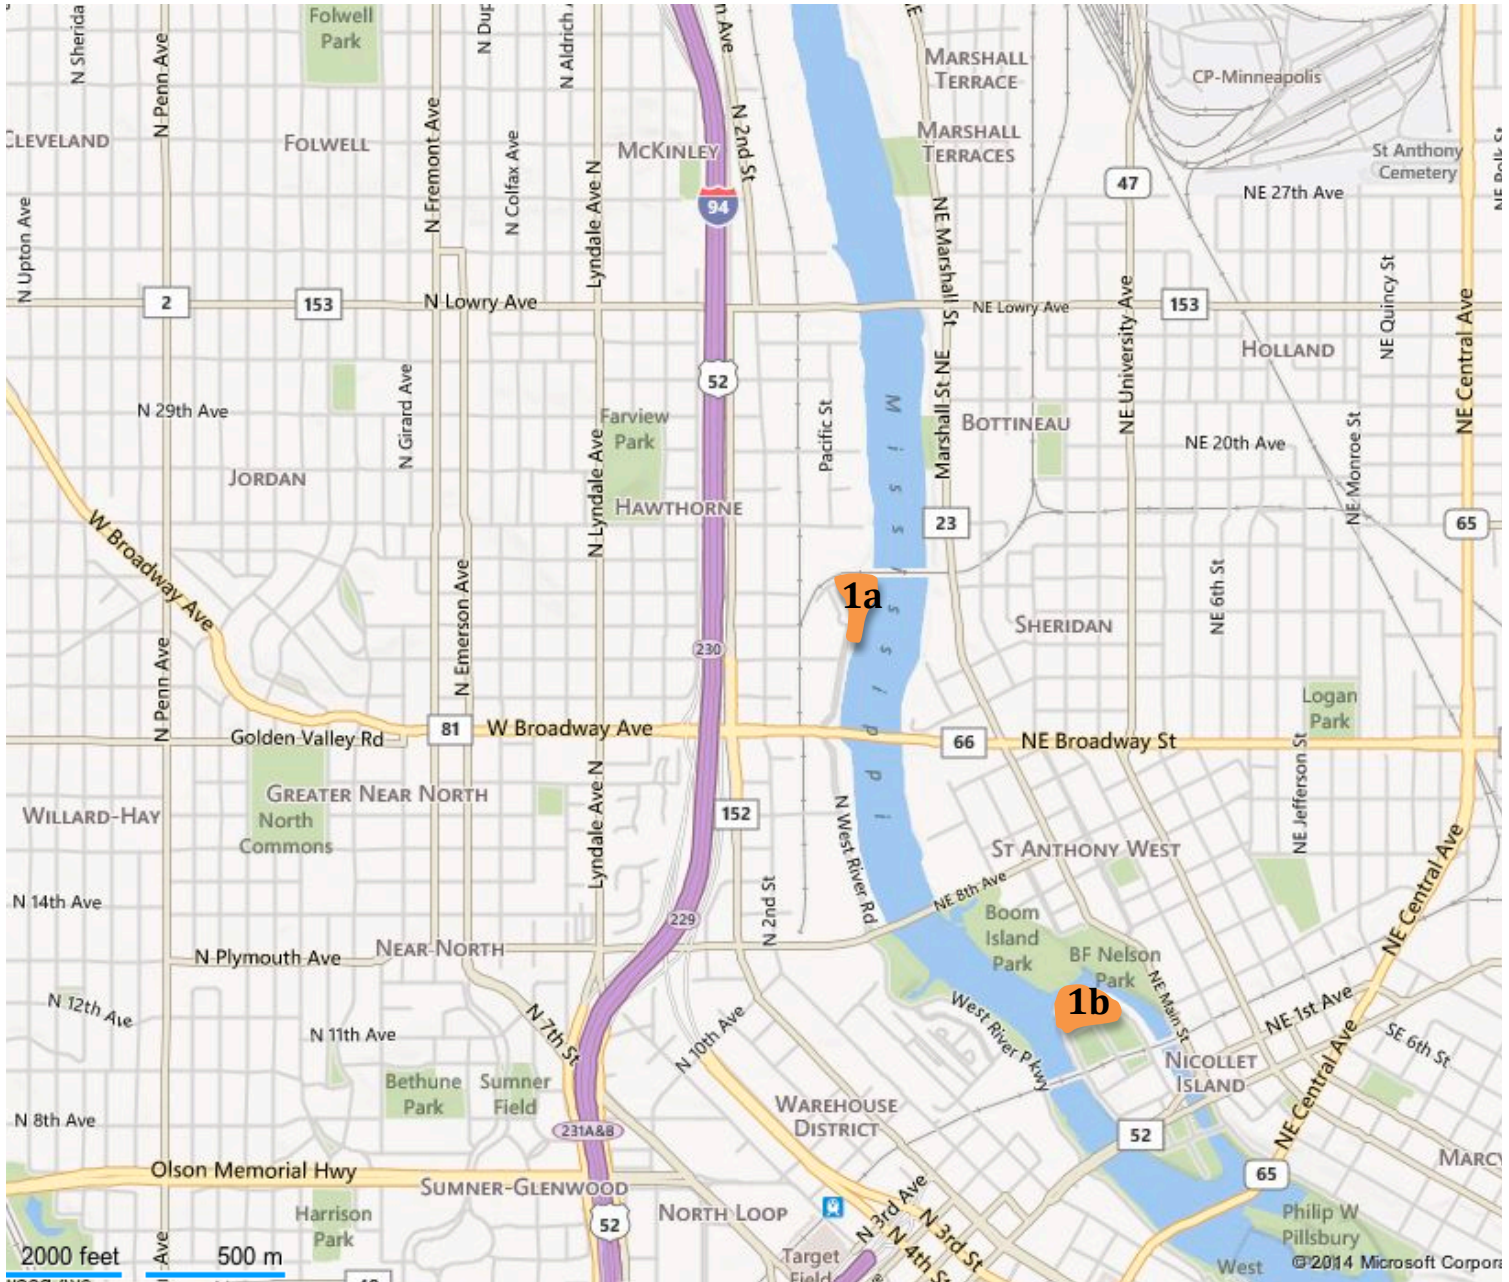 Folwell
Park
N Sherida
N Penn Ave
N Dup
N Aldrich
n Ave
MARSHALL
TERRACE
CP-Minneapolis
CLEVELAND
FOLWELL
N Fremont Ave
N Colfax Ave
MCKINLEY
N 2nd St
MARSHALL
TERRACES
St Anthony
Cemetery
NE Polk St
47
NE 27th Ave
94
N Upton Ave
Lyndale Ave N
NE Marshall St
NE University Ave
NE Quincy St
NE Central Ave
2
153
N Lowry Ave
NE Lowry Ave
153
HOLLAND
52
N 29th Ave
N Girard Ave
Farview
Park
Pacific St
Marshall St NE
BOTTINEAU
NE 20th Ave
NE Monroe St
JORDAN
N Lyndale Ave
HAWTHORNE
Mississippi
23
65
W Broadway Ave
N Emerson Ave
1a
SHERIDAN
NE 6th St
230
N Penn Ave
Logan
Park
Golden Valley Rd
81
W Broadway Ave
66
NE Broadway St
NE Jefferson St
WILLARD-HAY
GREATER NEAR NORTH
North
Commons
Lyndale Ave N
152
N West River Rd
ST ANTHONY WEST
NE Central Ave
N 14th Ave
229
N 2nd St
NE 8th Ave
Boom
Island
Park
BF Nelson
Park
N Plymouth Ave
NEAR NORTH
N 12th Ave
N 11th Ave
N 7th St
N 10th Ave
West River Pkwy
1b
NE Main St
NE 1st Ave
SE 6th St
NICOLLET
ISLAND
Bethune
Park
Sumner
Field
N 8th Ave
231A&B
WAREHOUSE
DISTRICT
52
NE Central Ave
MARCY
Olson Memorial Hwy
SUMNER-GLENWOOD
65
Harrison
Park
52
NORTH LOOP
N 3rd Ave
N 3rd St
N 4th St
Philip W
Pillsbury
Ave
2000 feet
500 m
Target
Field
West
©2014 Microsoft Corpor